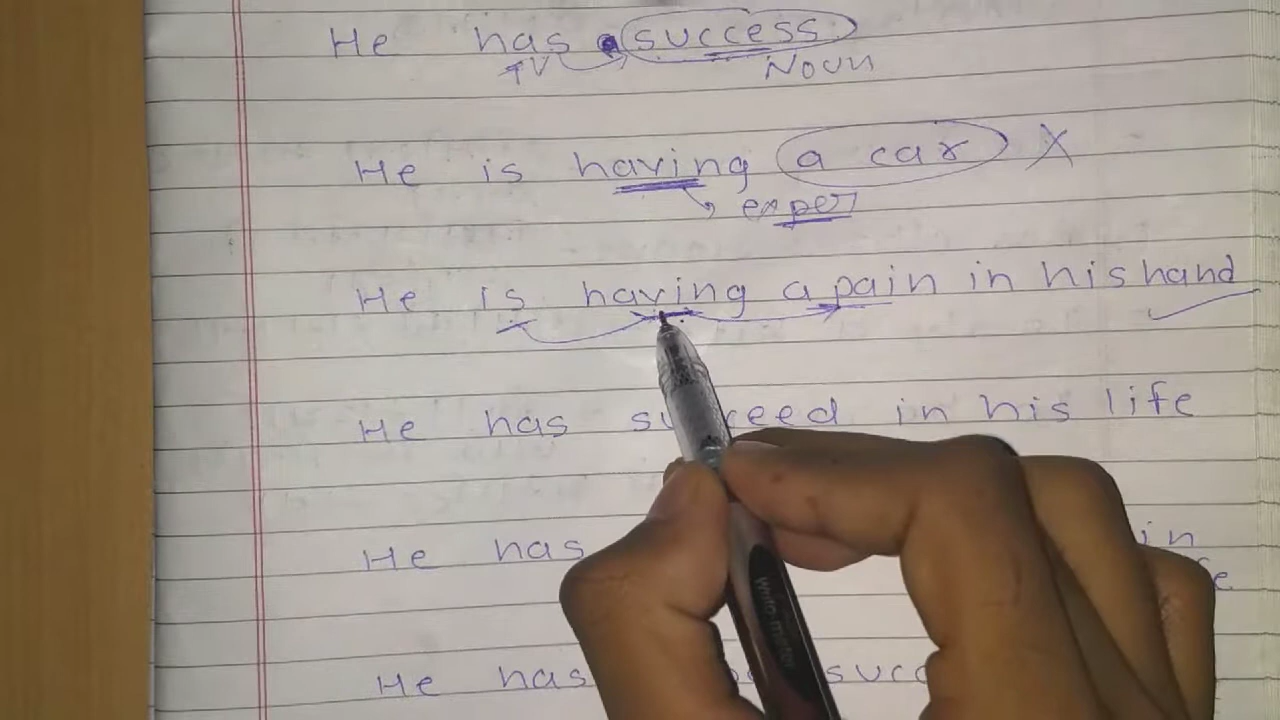 He has success
TV Noun
He is having a car X
exper
He is having a pain in his hand
He has succeed in his life
He has in
He has